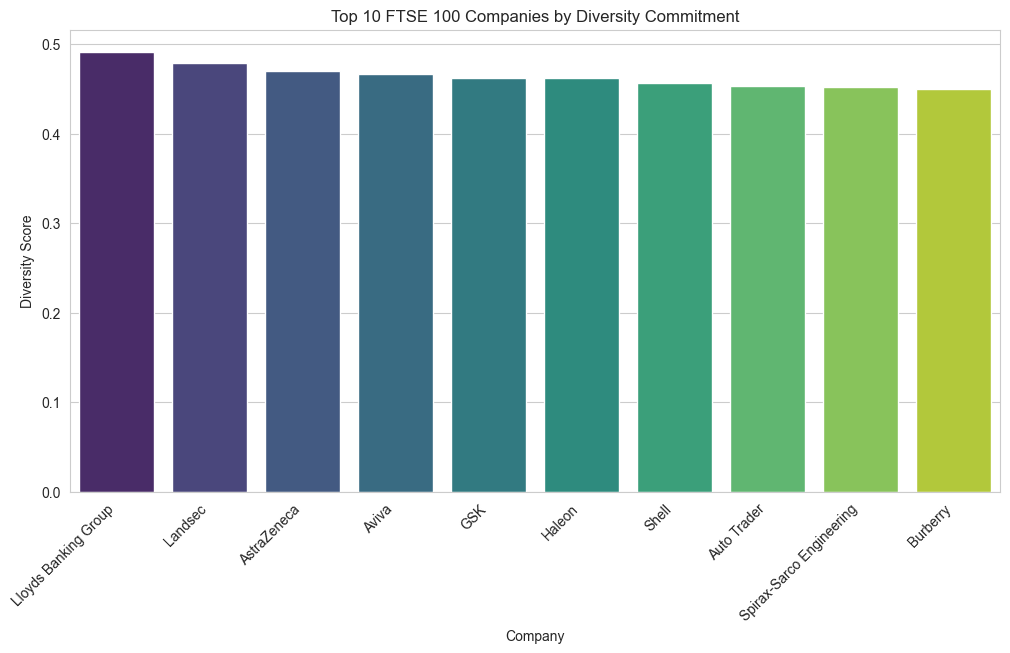 Top 10 FTSE 100 Companies by Diversity Commitment
Diversity Score
0.5
0.4
0.3
0.2
0.1
0.0
Lloyds Banking Group
Landsec
AstraZeneca
Aviva
GSK
Haleon
Shell
Auto Trader
Spirax-Sarco Engineering
Burberry
Company